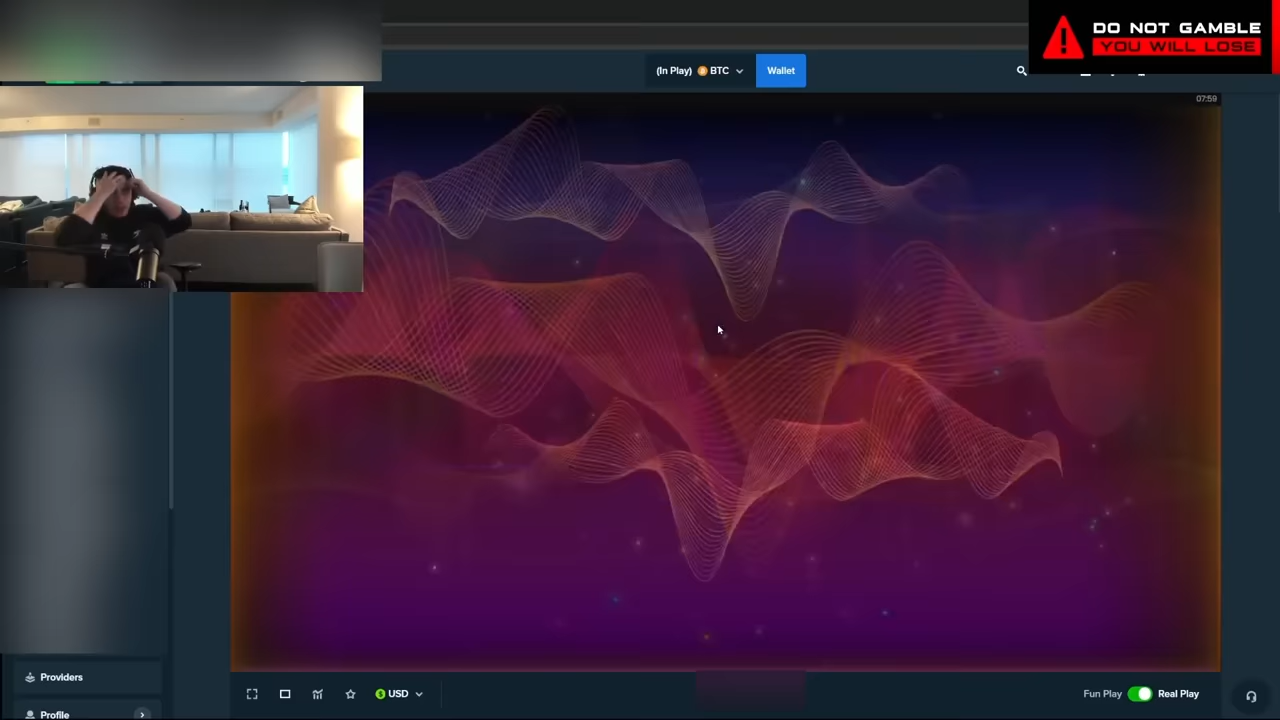 DO NOT GAMBLE
YOU WILL LOSE
(In Play) BTC
Wallet
07:59
Providers
Profile
USD
Fun Play
Real Play